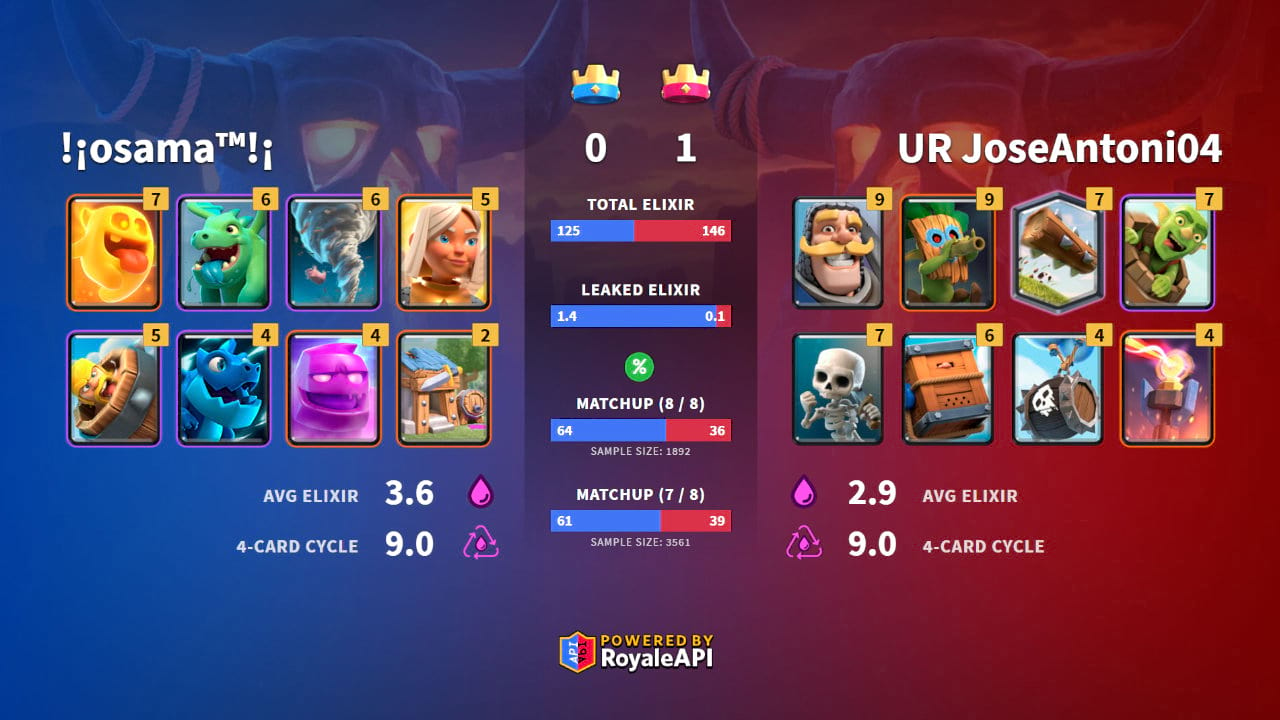 !¡osama™!¡
0
1
UR JoseAntoni04
7
6
6
5
5
4
4
2
TOTAL ELIXIR
125
146
LEAKED ELIXIR
1.4
0.1
%
MATCHUP (8 / 8)
64
36
SAMPLE SIZE: 1892
MATCHUP (7 / 8)
61
39
SAMPLE SIZE: 3561
9
9
7
7
7
6
4
4
AVG ELIXIR 3.6
4-CARD CYCLE 9.0
2.9 AVG ELIXIR
9.0 4-CARD CYCLE
API
API
POWERED BY
RoyaleAPI